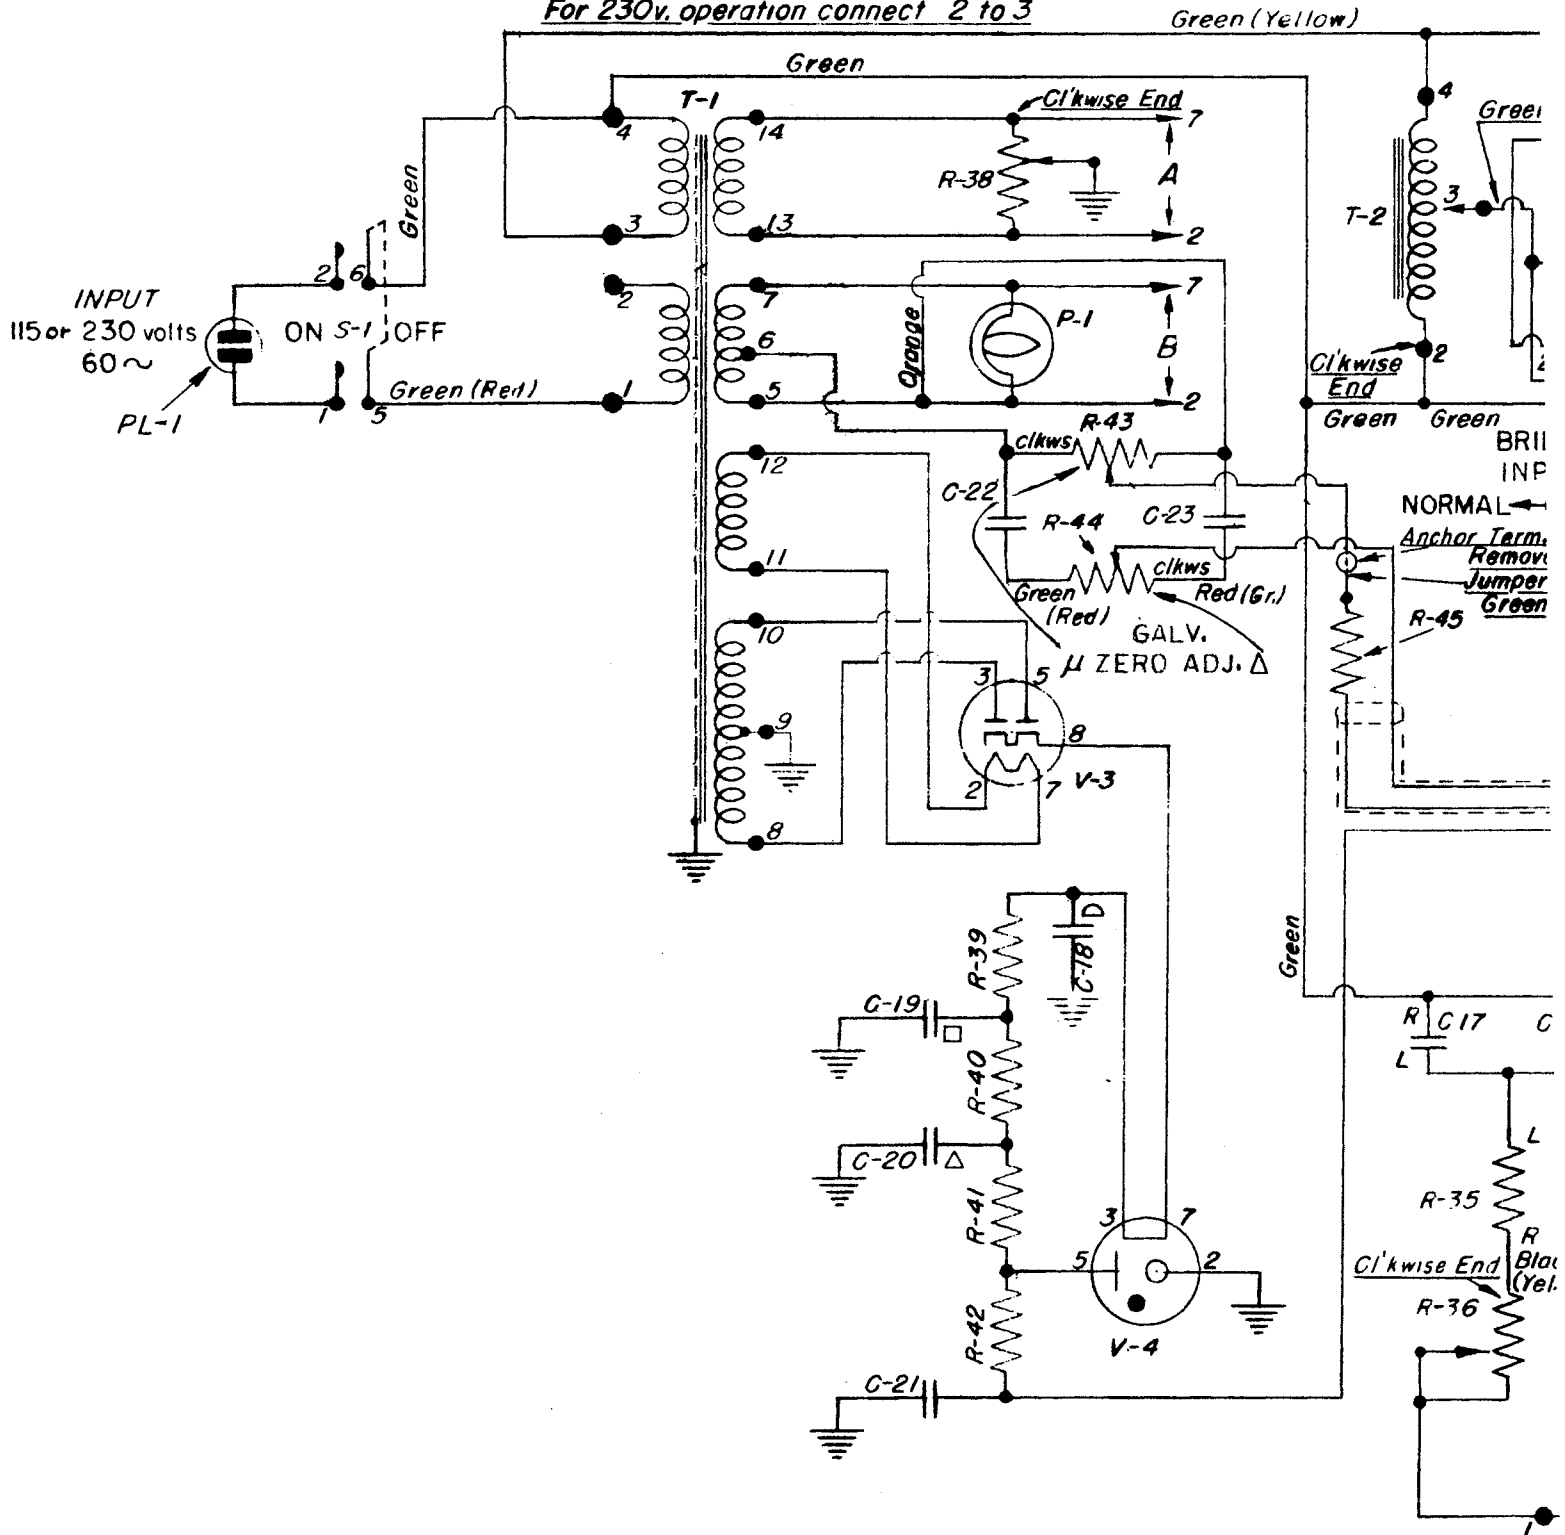 For 230v. operation connect 2 to 3
Green (Yellow)
Green
T-1
Cl'kwise End
4
14
7
4
Green
R-38
A
3
T-2
3
13
2
2
6
2
7
7
INPUT
115 or 230 volts
60~
ON S-1 OFF
6
Orange
P-1
B
2
Cl'kwise
End
PL-1
1
5
Green (Red)
1
5
2
Green
Green
R-43
clkws
12
C-22
R-44
C-23
NORMAL
Anchor Term.
11
clkws
Green
(Red)
Red (Gr.)
Jumper
Green
R-45
10
GALV.
µ ZERO ADJ. Δ
3
5
9
8
2
7
V-3
8
D
R-39
C-18
Green
C-19
R-40
R
C17
L
C-20
Δ
R-41
L
R-35
3
7
5
2
R
Cl'kwise End
R-42
R-36
V-4
C-21
1